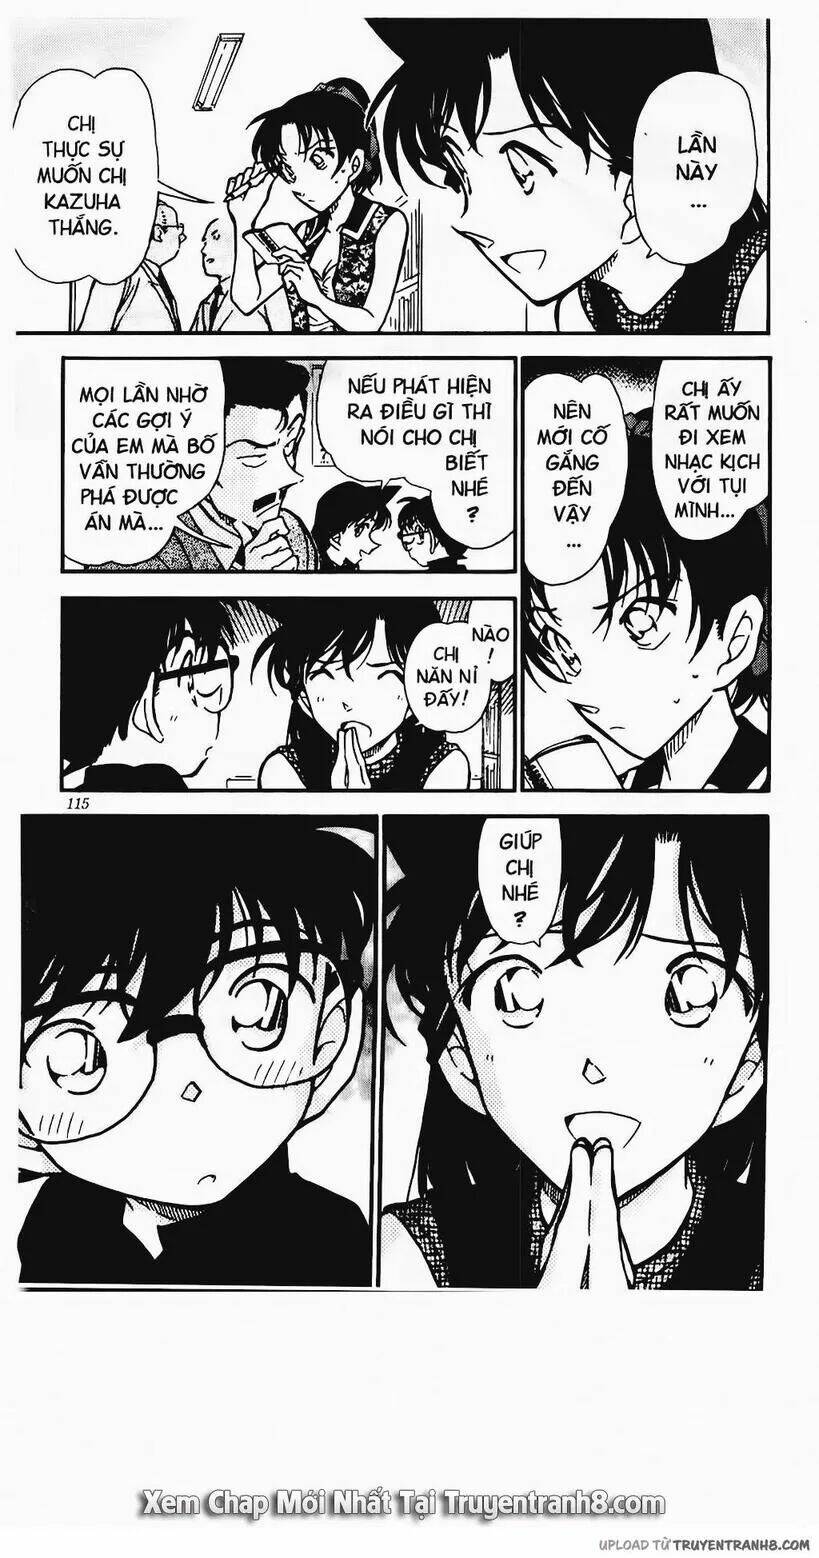 LẦN
NÀY
...
CHỊ
THỰC SỰ
MUỐN CHỊ
KAZUHA
THẮNG.
CHỊ ẤY
RẤT MUỐN
ĐI XEM
NHẠC KỊCH
VỚI TỤI
MÌNH...
NÊN
MỚI CỐ
GẮNG
ĐẾN
VẬY
...
NẾU PHÁT HIỆN
RA ĐIỀU GÌ THÌ
NÓI CHO CHỊ
BIẾT
NHÉ
?
MỌI LẦN NHỜ
CÁC GỢI Ý
CỦA EM MÀ BỐ
VẪN THƯỜNG
PHÁ ĐƯỢC
ÁN MÀ...
NÀO
!
CHỊ
NĂN NỈ
ĐẤY!
115
GIÚP
CHỊ
NHÉ
?
Xem Chap Mới Nhất Tại Truyentranh8.com
UPLOAD TỪ TRUYENTRANH8.COM